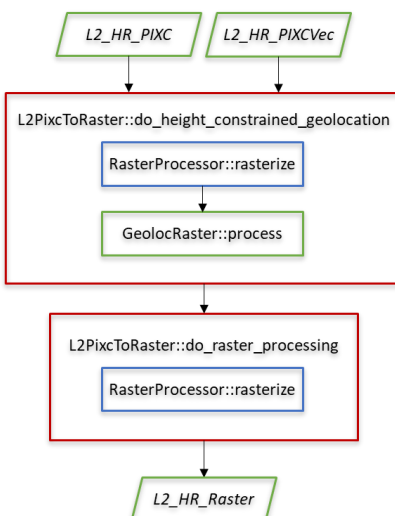 L2_HR_PIXC
L2_HR_PIXCVec
L2PixcToRaster::do_height_constrained_geolocation
RasterProcessor::rasterize
GeolocRaster::process
L2PixcToRaster::do_raster_processing
RasterProcessor::rasterize
L2_HR_Raster